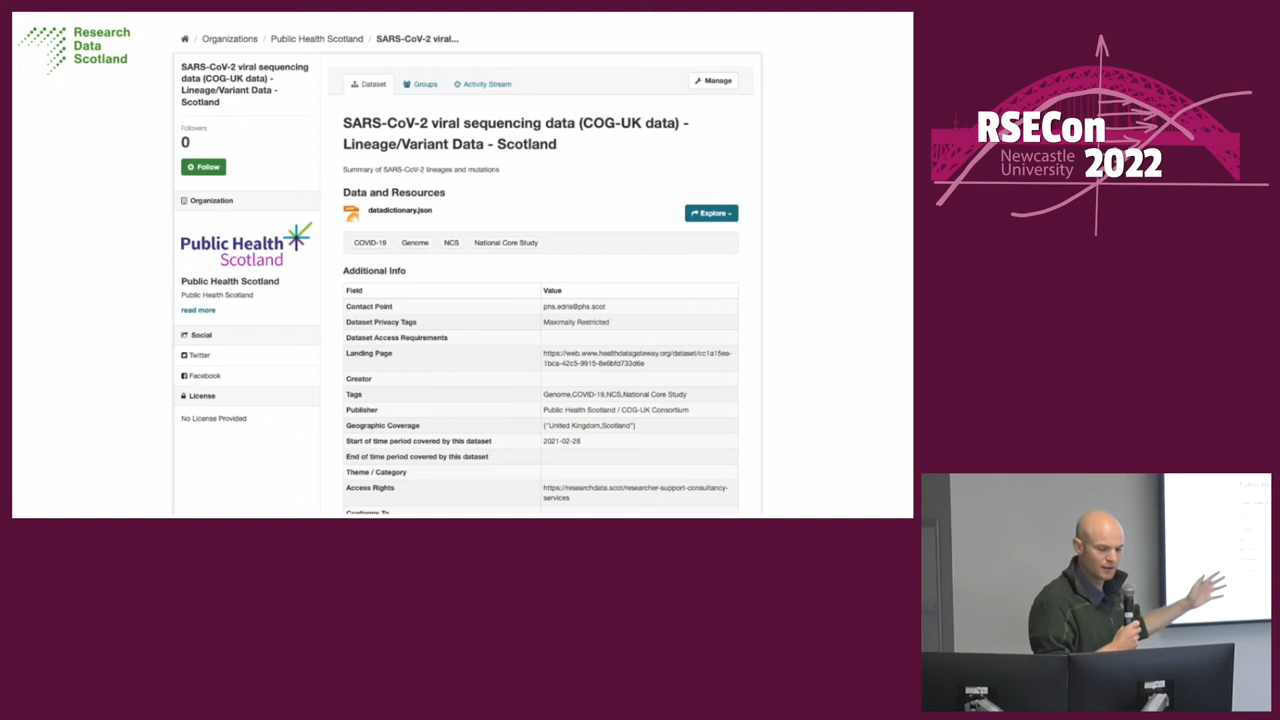 Research
Data
Scotland
Organizations
Public Health Scotland
SARS-CoV-2 viral...
SARS-CoV-2 viral sequencing
data (COG-UK data) -
Lineage/Variant Data -
Scotland
Followers
0
Follow
Organization
Public Health
Scotland
Public Health Scotland
Public Health Scotland
read more
Social
Twitter
Facebook
License
No License Provided
Dataset
Groups
Activity Stream
Manage
SARS-CoV-2 viral sequencing data (COG-UK data) -
Lineage/Variant Data - Scotland
Summary of SARS-CoV-2 lineages and mutations
Data and Resources
datadictionary.json
Explore
COVID-19 Genome NCS National Core Study
Additional Info
Field Value
Contact Point phs.edris@phs.scot
Dataset Privacy Tags Maximally Restricted
Dataset Access Requirements
Landing Page https://web.www.healthdatagateway.org/dataset/cc1a15ea-
1bca-42c5-9915-8e6bfd733d6e
Creator
Tags Genome,COVID-19,NCS,National Core Study
Publisher Public Health Scotland / COG-UK Consortium
Geographic Coverage {"United Kingdom,Scotland"}
Start of time period covered by this dataset 2021-02-28
End of time period covered by this dataset
Theme / Category
Access Rights https://researchdata.scot/researcher-support-consultancy-
services
Conforms To
RSECon
Newcastle
University
2022